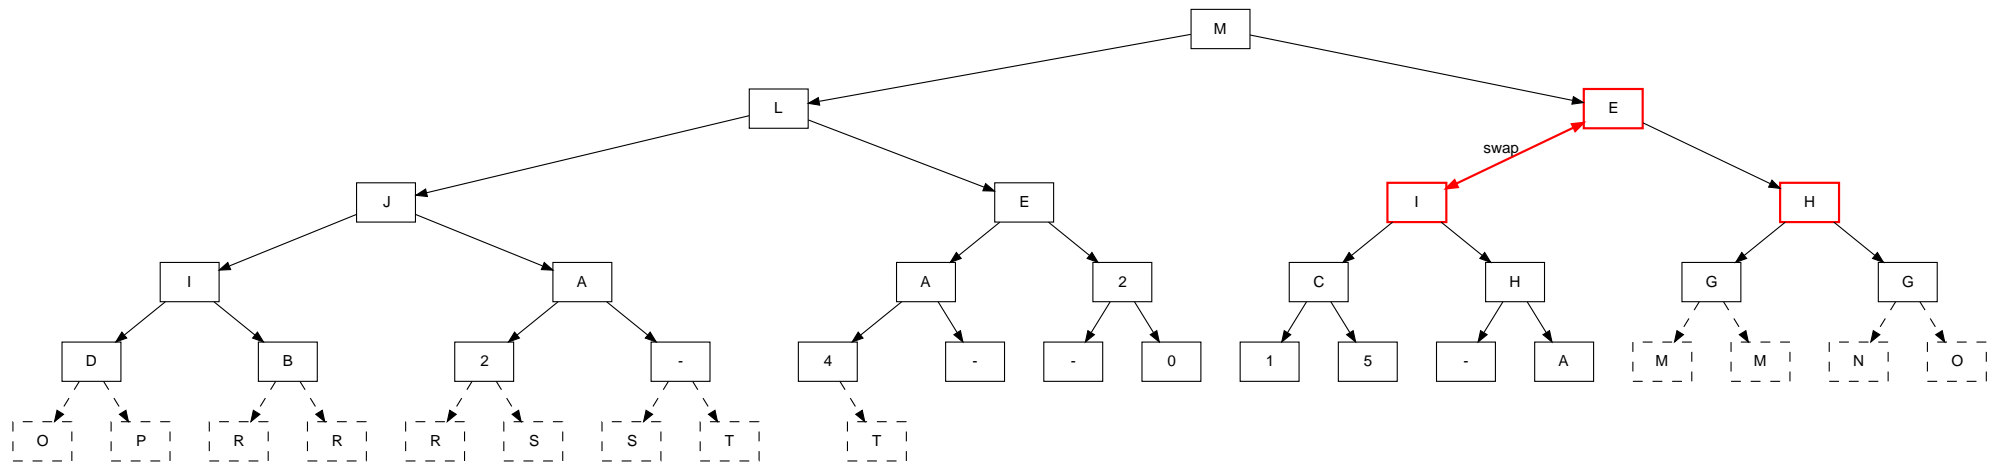 M
L E
swap
J E I H
I A A 2 C H G G
D B 2 - 4 - - 0 1 5 - A M M N O
O P R R R S S T T